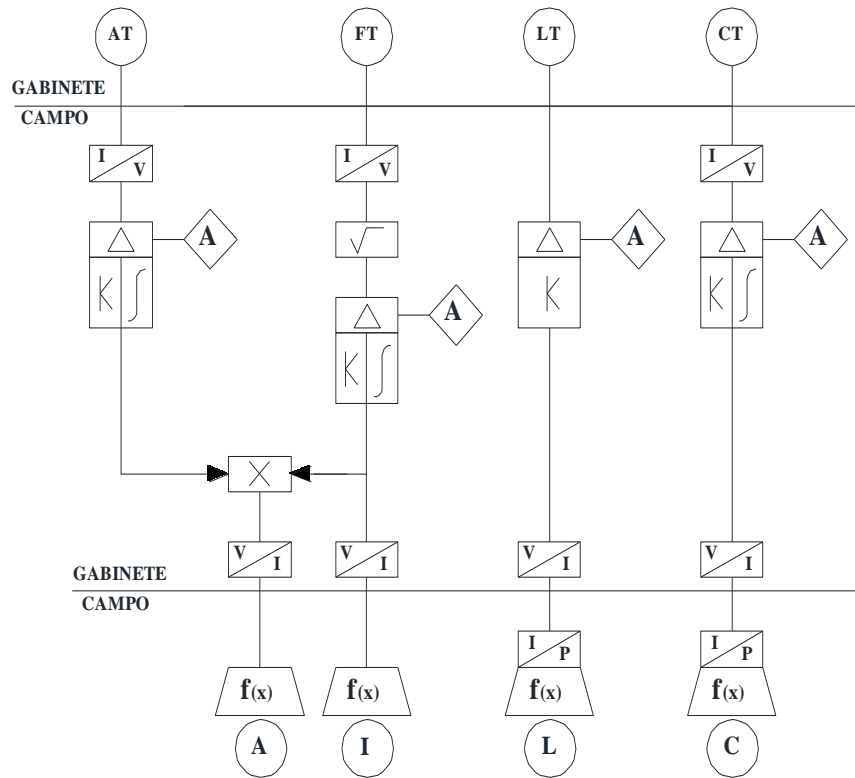 AT FT LT CT
GABINETE
CAMPO
I/V I/V I/V
√
A A A
K∫ K K∫
A
K∫
X
V/I V/I V/I V/I
GABINETE
CAMPO
I/P I/P
f(x) f(x) f(x) f(x)
A I L C